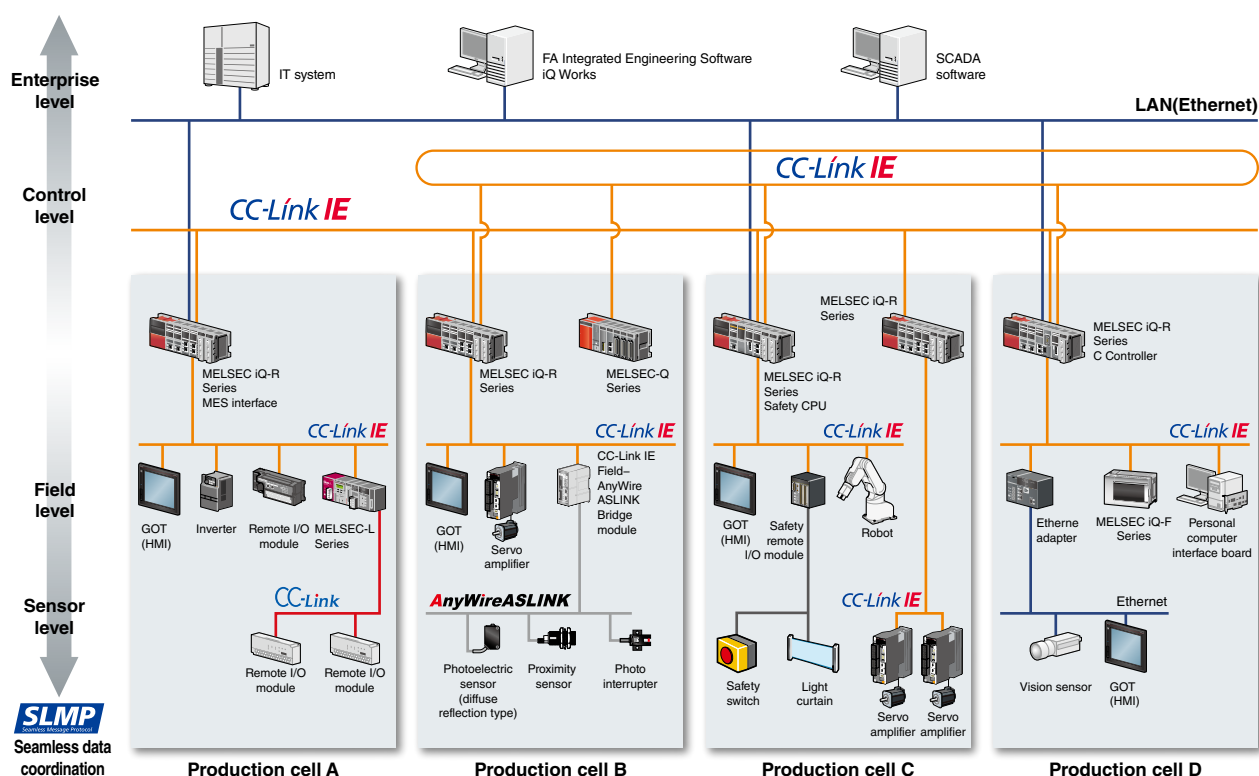 Enterprise
level
IT system
FA Integrated Engineering Software
iQ Works
SCADA
software
LAN(Ethernet)
Control
level
CC-Link IE
CC-Link IE
MELSEC iQ-R
Series
MES interface
CC-Link IE
GOT
(HMI)
Inverter
Remote I/O
module
MELSEC-L
Series
CC-Link
Remote I/O
module
Remote I/O
module
Production cell A
MELSEC iQ-R
Series
MELSEC-Q
Series
CC-Link IE
GOT
(HMI)
Servo
amplifier
CC-Link IE
Field–
AnyWire
ASLINK
Bridge
module
AnyWireASLINK
Photoelectric
sensor
(diffuse
reflection type)
Proximity
sensor
Photo
interrupter
Production cell B
MELSEC iQ-R
Series
MELSEC iQ-R
Series
Safety CPU
CC-Link IE
GOT
(HMI)
Safety
remote
I/O module
Robot
CC-Link IE
Safety
switch
Light
curtain
Servo
amplifier
Servo
amplifier
Production cell C
MELSEC iQ-R
Series
C Controller
CC-Link IE
Etherne
adapter
MELSEC iQ-F
Series
Personal
computer
interface board
Ethernet
Vision sensor
GOT
(HMI)
Production cell D
Field
level
Sensor
level
SLMP
Seamless Message Protocol
Seamless data
coordination